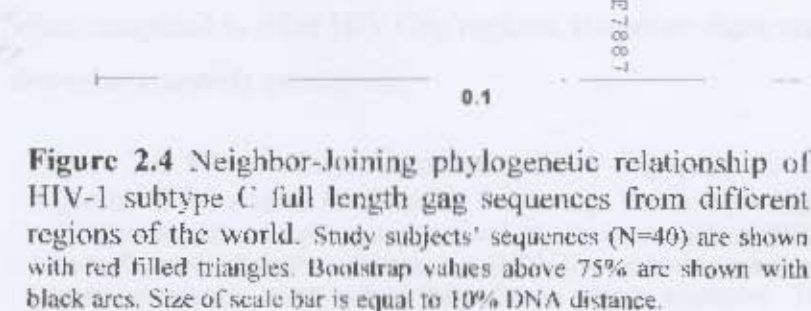 7887
0.1
Figure 2.4 Neighbor-Joining phylogenetic relationship of
HIV-1 subtype C full length gag sequences from different
regions of the world. Study subjects' sequences (N=40) are shown
with red filled triangles. Bootstrap values above 75% are shown with
black arcs. Size of scale bar is equal to 10% DNA distance.